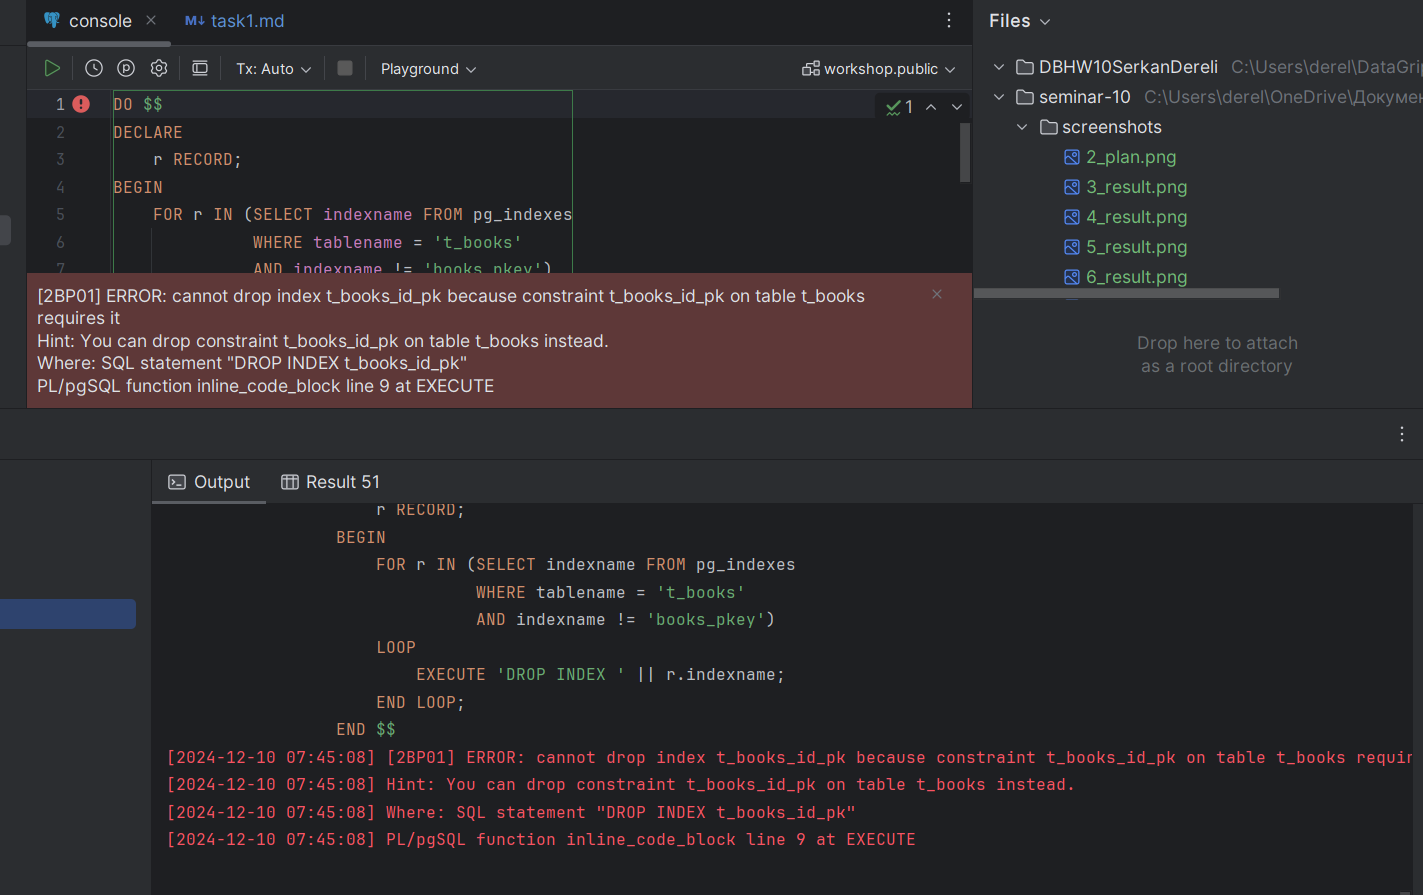 console
M↓ task1.md
Files
Tx: Auto
Playground
workshop.public
DBHW10SerkanDereli C:\Users\derel\DataGrip
seminar-10 C:\Users\derel\OneDrive\Докумен
screenshots
2_plan.png
3_result.png
4_result.png
5_result.png
6_result.png
Drop here to attach
as a root directory
1 DO $$
2 DECLARE
3 r RECORD;
4 BEGIN
5 FOR r IN (SELECT indexname FROM pg_indexes
6 WHERE tablename = 't_books'
7 AND indexname != 'books_pkey')
1
[2BP01] ERROR: cannot drop index t_books_id_pk because constraint t_books_id_pk on table t_books
requires it
Hint: You can drop constraint t_books_id_pk on table t_books instead.
Where: SQL statement "DROP INDEX t_books_id_pk"
PL/pgSQL function inline_code_block line 9 at EXECUTE
Output
Result 51
r RECORD;
BEGIN
FOR r IN (SELECT indexname FROM pg_indexes
WHERE tablename = 't_books'
AND indexname != 'books_pkey')
LOOP
EXECUTE 'DROP INDEX ' || r.indexname;
END LOOP;
END $$
[2024-12-10 07:45:08] [2BP01] ERROR: cannot drop index t_books_id_pk because constraint t_books_id_pk on table t_books requir
[2024-12-10 07:45:08] Hint: You can drop constraint t_books_id_pk on table t_books instead.
[2024-12-10 07:45:08] Where: SQL statement "DROP INDEX t_books_id_pk"
[2024-12-10 07:45:08] PL/pgSQL function inline_code_block line 9 at EXECUTE